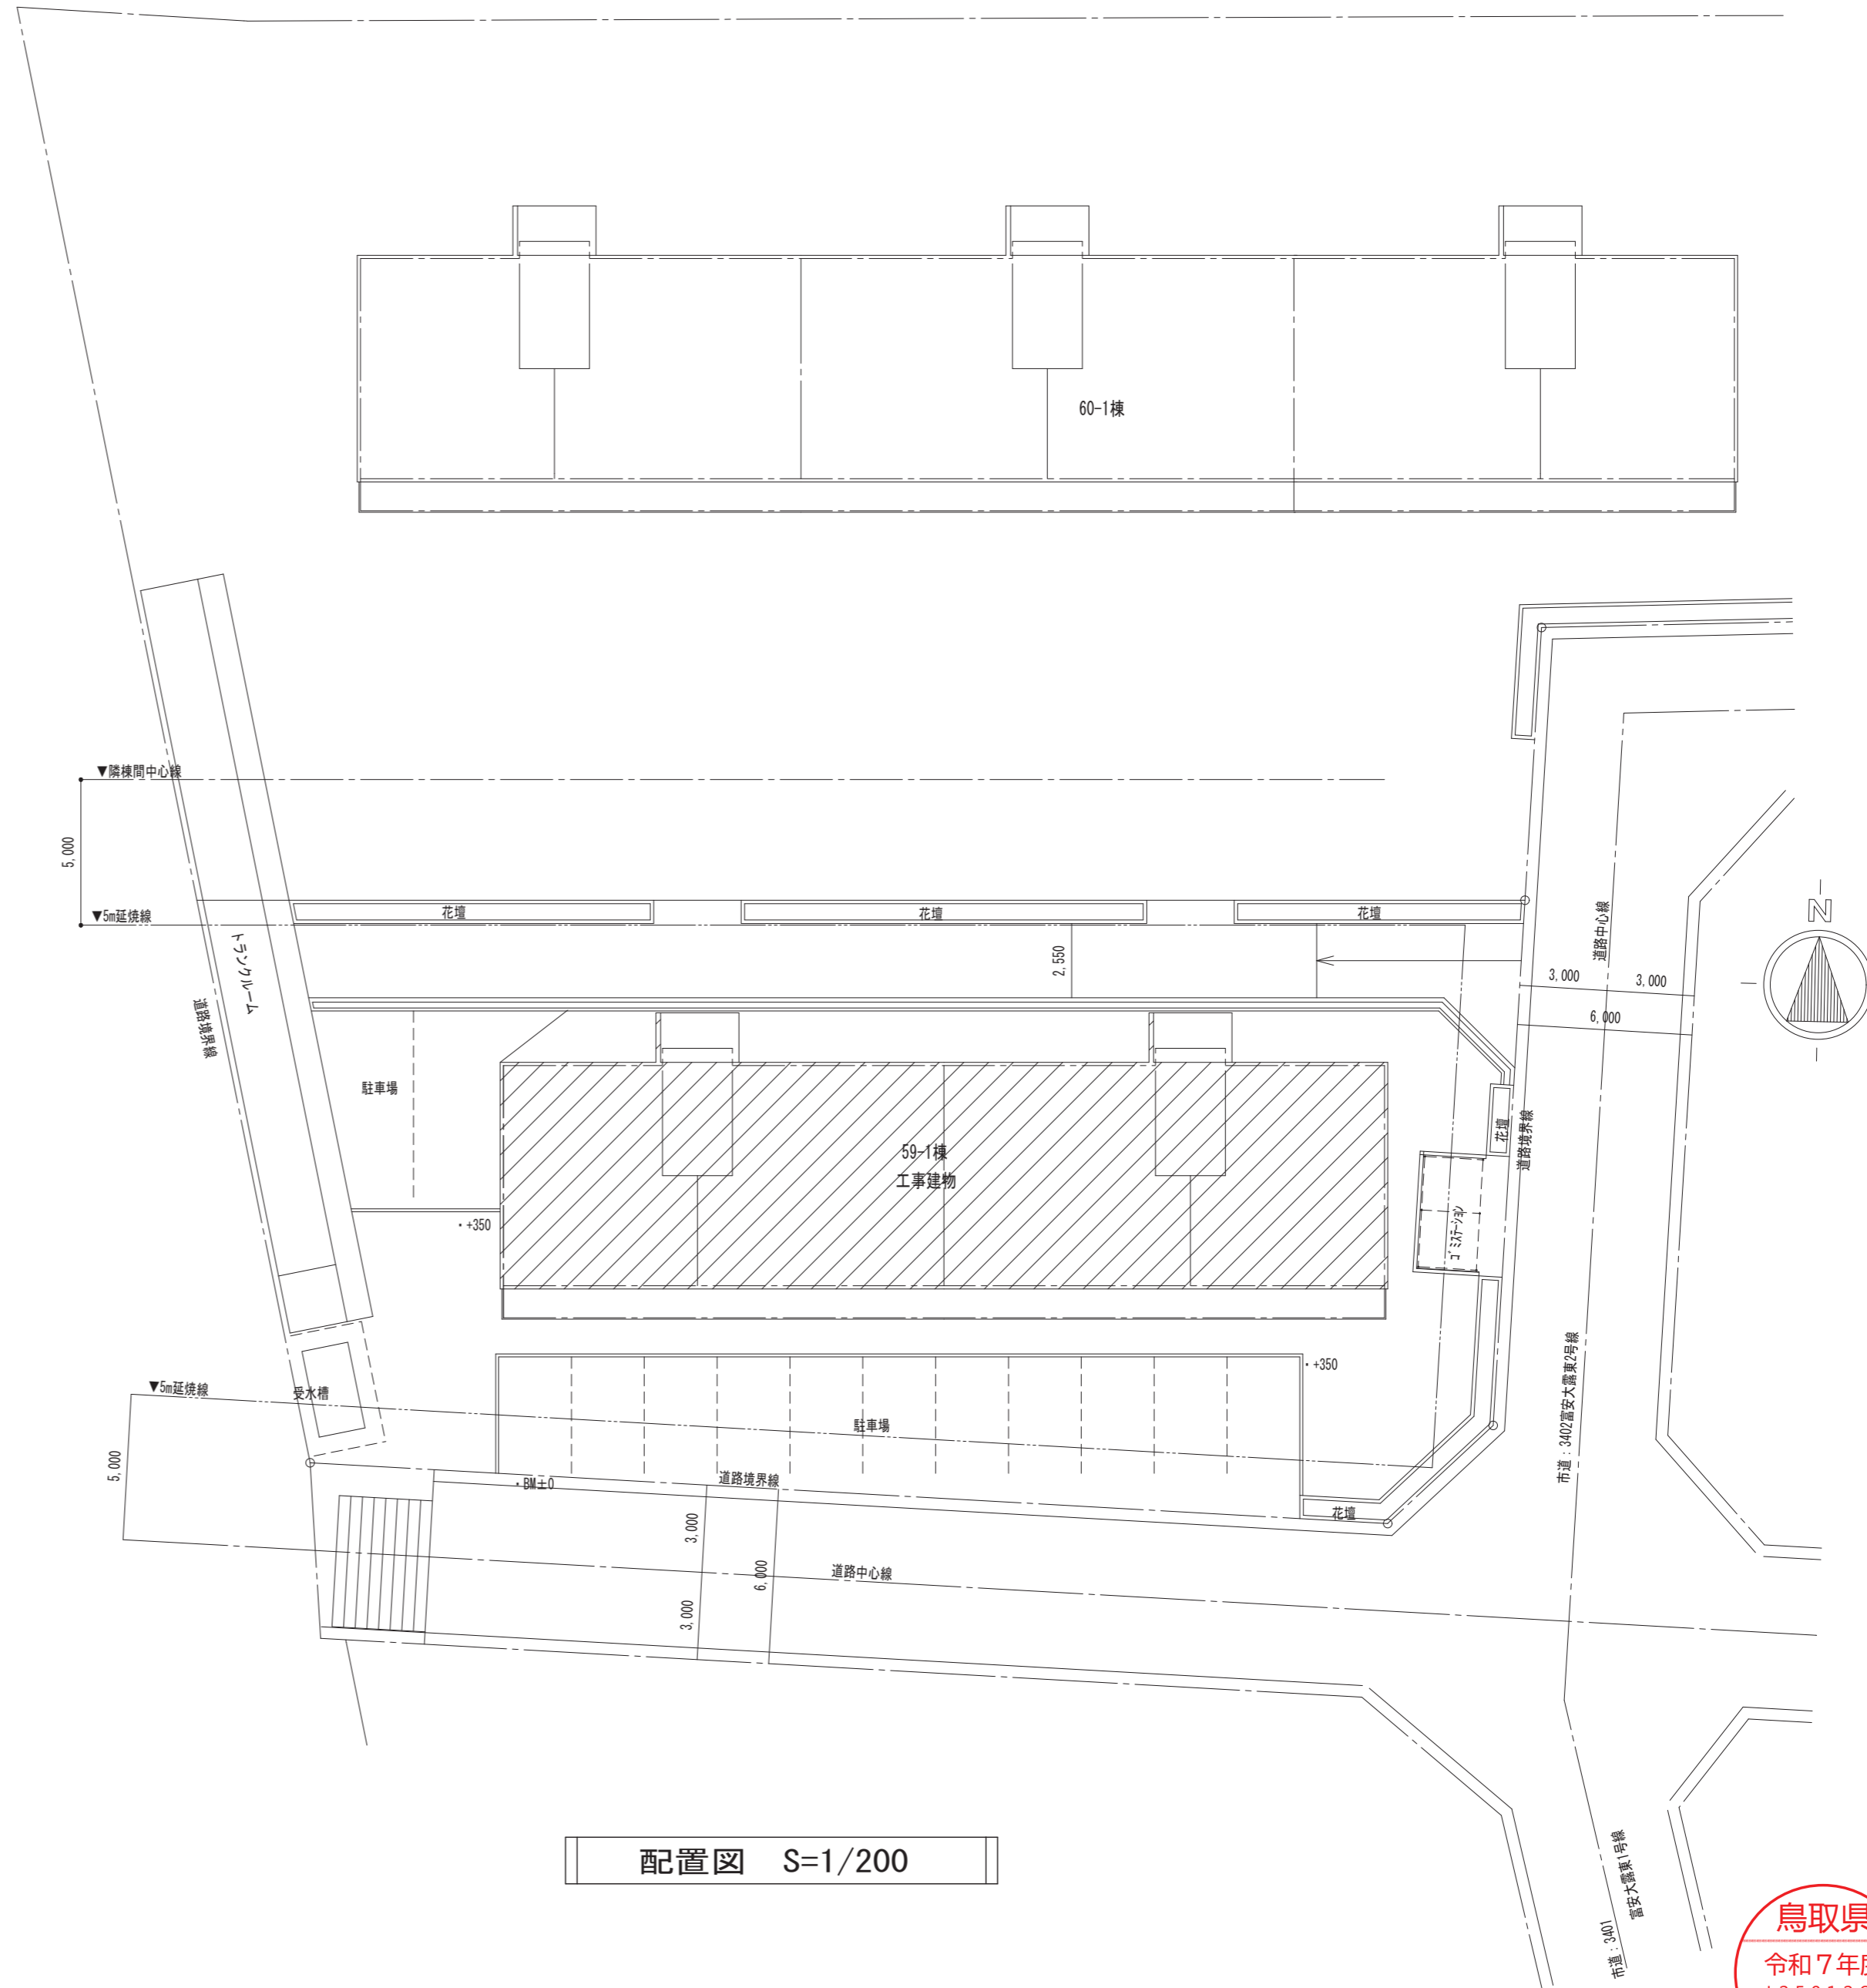 60-1棟
▼隣棟間中心線
5,000
▼5m延焼線
花壇
花壇
花壇
トランクルーム
道路境界線
2,550
道路中心線
3,000
3,000
6,000
N
駐車場
59-1棟
工事建物
・+350
花壇
道路境界線
ゴミステーション
・+350
▼5m延焼線
受水槽
駐車場
5,000
・BM±0
道路境界線
花壇
3,000
6,000
3,000
道路中心線
市道：3402富安大露東2号線
配置図 S=1/200
市道：3401
富安大露東1号線
鳥取県
令和7年度